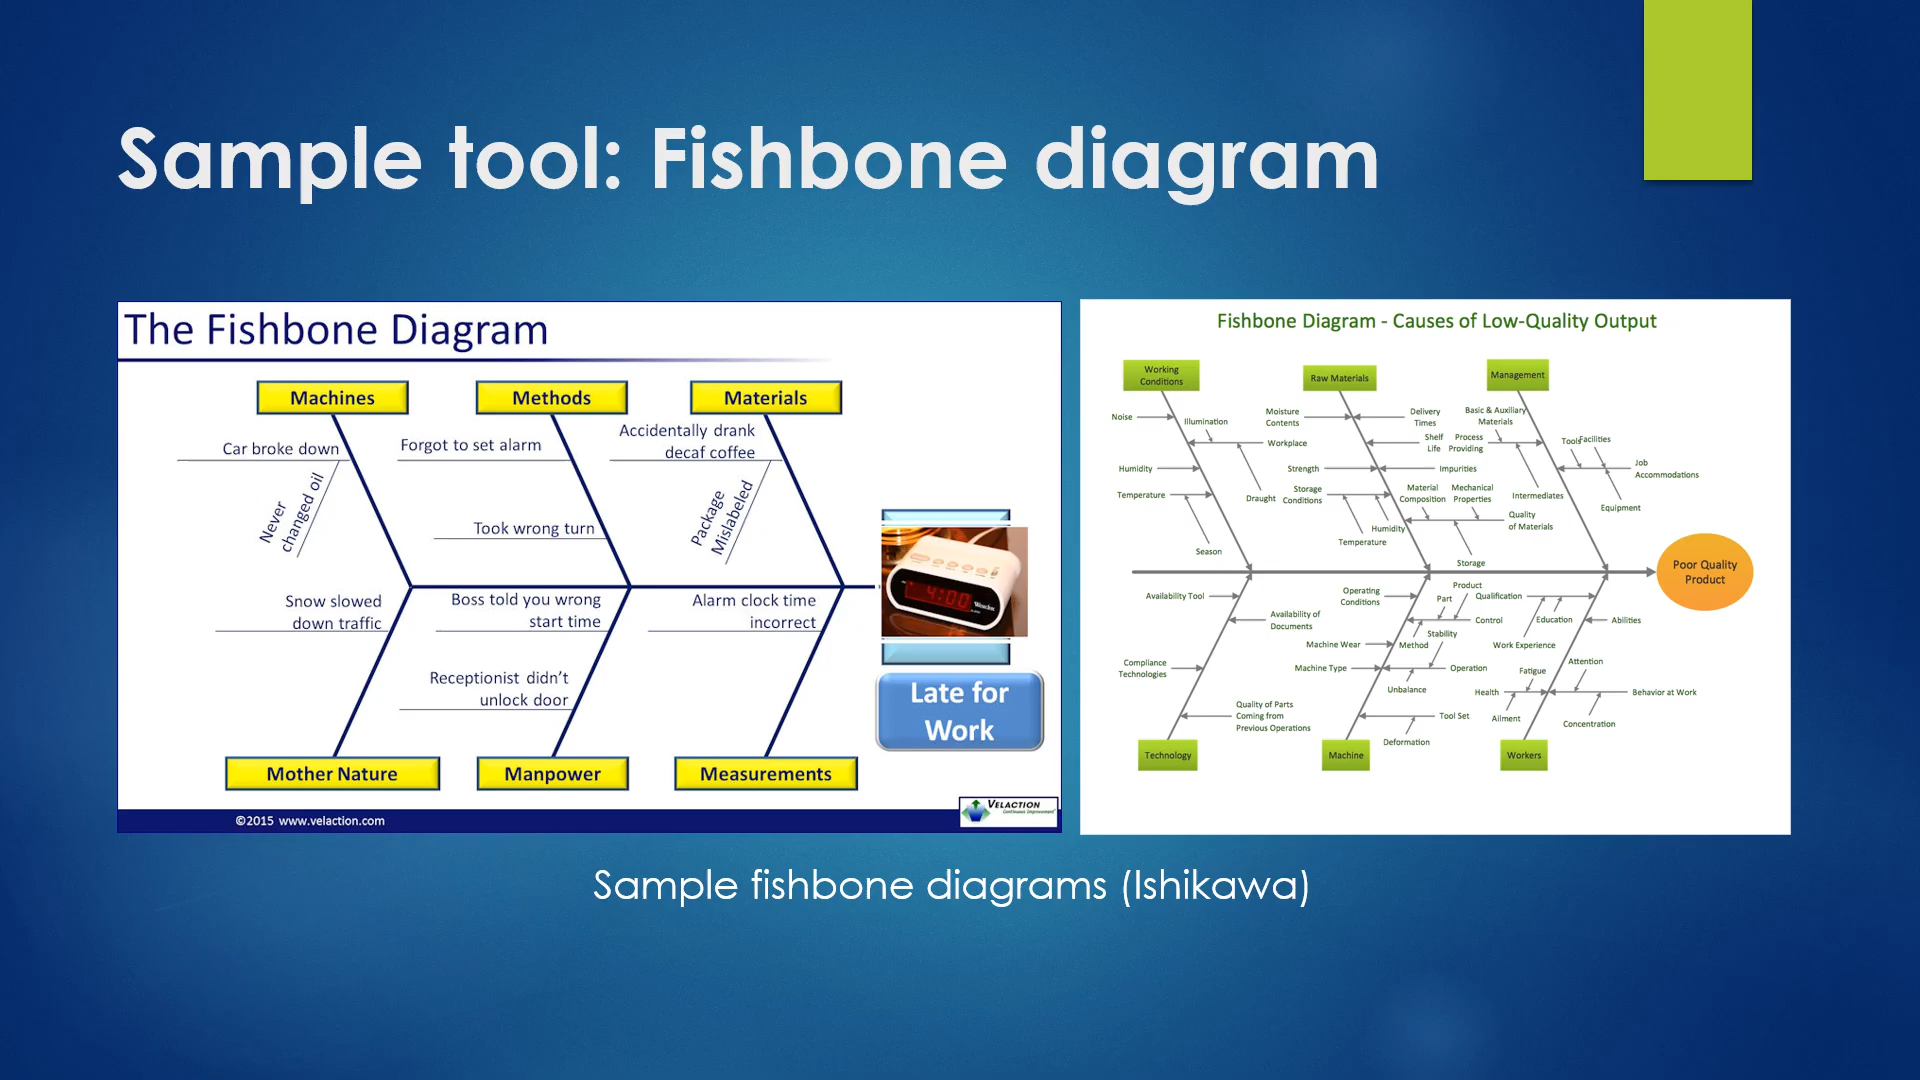 Sample tool: Fishbone diagram
The Fishbone Diagram
Machines
Methods
Materials
Car broke down
Never
changed oil
Forgot to set alarm
Took wrong turn
Accidentally drank
decaf coffee
Package
Mislabeled
Snow slowed
down traffic
Boss told you wrong
start time
Receptionist didn't
unlock door
Alarm clock time
incorrect
4:00
Westclox
Late for
Work
Mother Nature
Manpower
Measurements
©2015 www.velaction.com
VELACTION
Continuous Improvement
Fishbone Diagram - Causes of Low-Quality Output
Working
Conditions
Raw Materials
Management
Noise
Illumination
Workplace
Humidity
Temperature
Draught
Season
Moisture
Contents
Delivery
Times
Shelf
Life
Strength
Impurities
Storage
Conditions
Material
Composition
Mechanical
Properties
Humidity
Temperature
Quality
of Materials
Storage
Basic & Auxiliary
Materials
Process
Providing
Intermediates
Tools
Facilities
Job
Accommodations
Equipment
Poor Quality
Product
Availability Tool
Availability of
Documents
Compliance
Technologies
Quality of Parts
Coming from
Previous Operations
Operating
Conditions
Product
Part
Control
Machine Wear
Method
Stability
Machine Type
Operation
Unbalance
Tool Set
Deformation
Qualification
Education
Work Experience
Abilities
Fatigue
Attention
Health
Behavior at Work
Ailment
Concentration
Technology
Machine
Workers
Sample fishbone diagrams (Ishikawa)